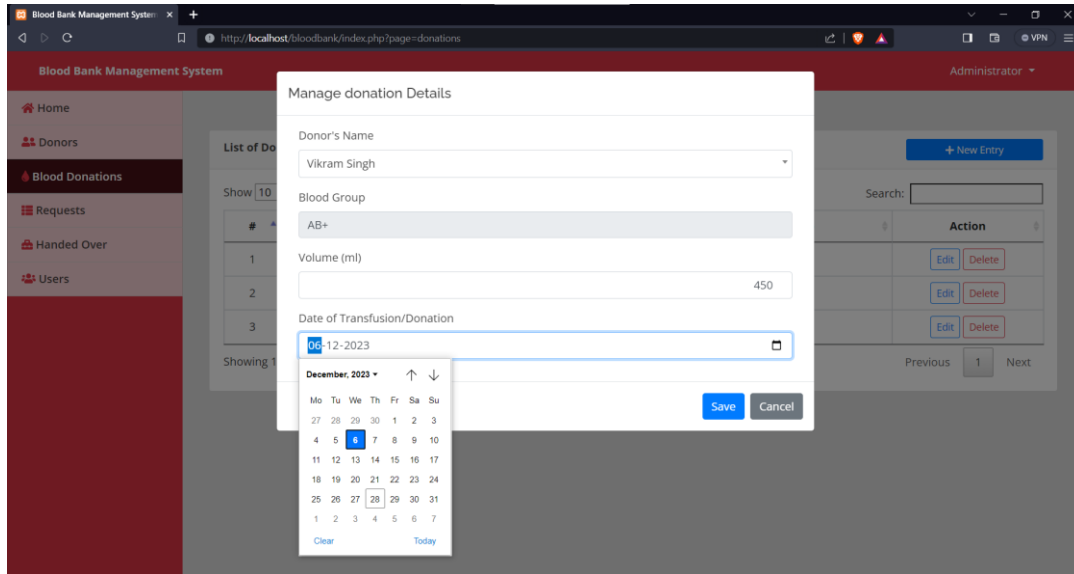 Blood Bank Management System
http://localhost/bloodbank/index.php?page=donations
VPN
Blood Bank Management System
Administrator
Home
Donors
Blood Donations
Requests
Handed Over
Users
List of Do
+ New Entry
Show 10
Search:
# Action
1 Edit Delete
2 Edit Delete
3 Edit Delete
Showing 1
Previous 1 Next
Manage donation Details
Donor's Name
Vikram Singh
Blood Group
AB+
Volume (ml)
450
Date of Transfusion/Donation
06-12-2023
Save Cancel
December, 2023
Mo Tu We Th Fr Sa Su
27 28 29 30 1 2 3
4 5 6 7 8 9 10
11 12 13 14 15 16 17
18 19 20 21 22 23 24
25 26 27 28 29 30 31
1 2 3 4 5 6 7
Clear Today